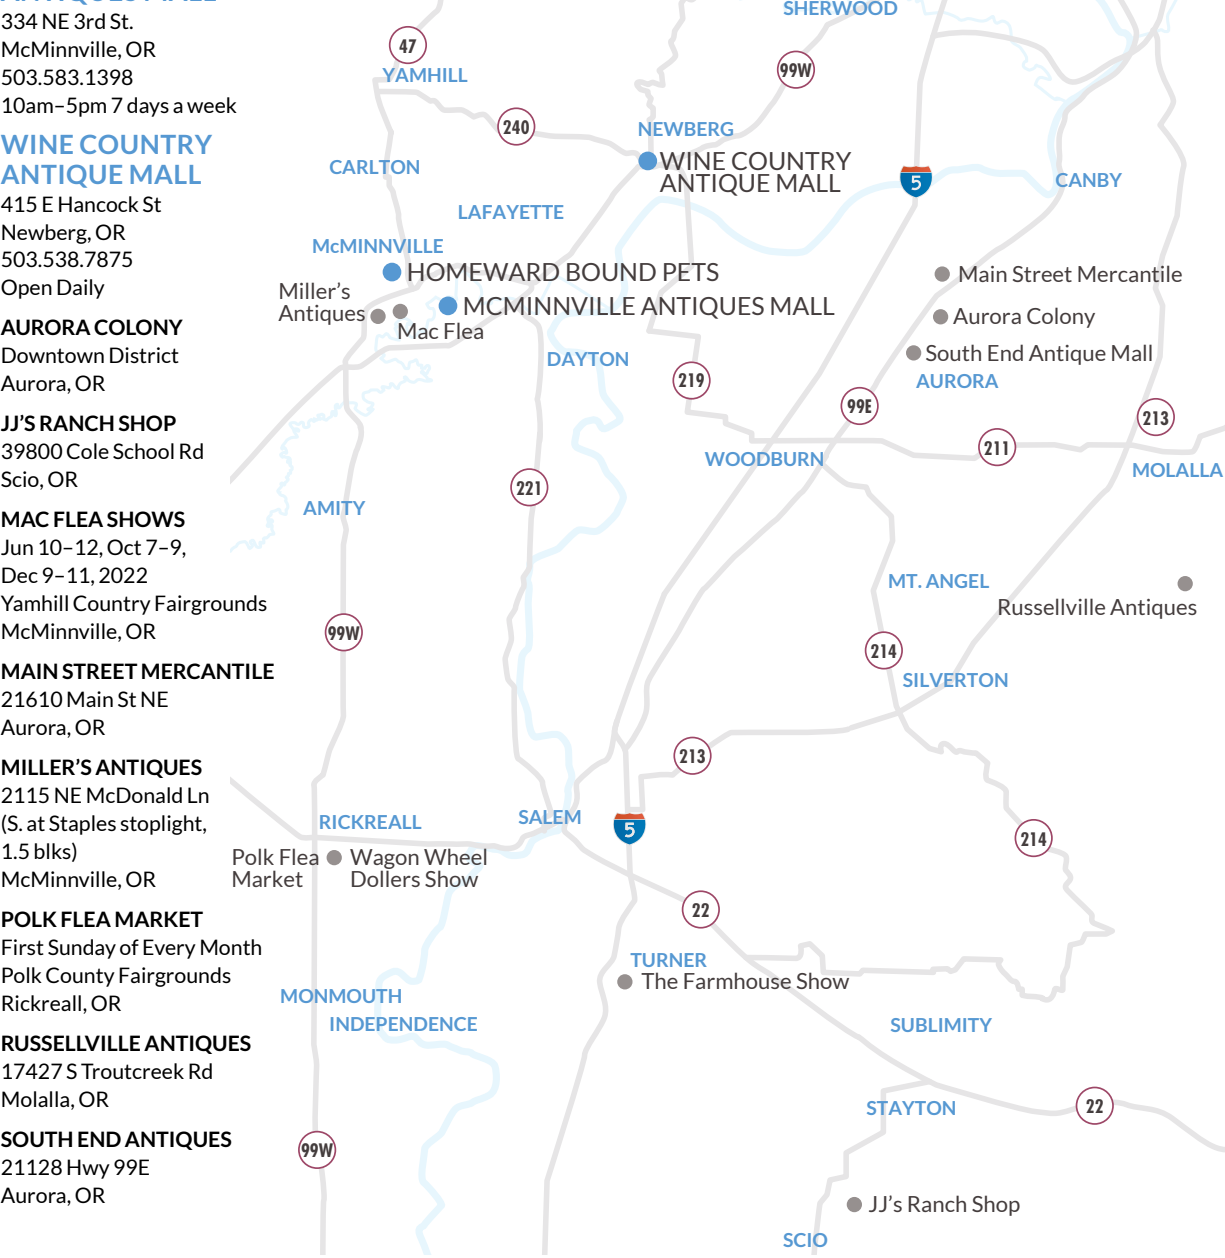 334 NE 3rd St.
McMinnville, OR
503.583.1398
10am–5pm 7 days a week
WINE COUNTRY
ANTIQUE MALL
415 E Hancock St
Newberg, OR
503.538.7875
Open Daily
AURORA COLONY
Downtown District
Aurora, OR
JJ'S RANCH SHOP
39800 Cole School Rd
Scio, OR
MAC FLEA SHOWS
Jun 10–12, Oct 7–9,
Dec 9–11, 2022
Yamhill Country Fairgrounds
McMinnville, OR
MAIN STREET MERCANTILE
21610 Main St NE
Aurora, OR
MILLER'S ANTIQUES
2115 NE McDonald Ln
(S. at Staples stoplight,
1.5 blks)
McMinnville, OR
POLK FLEA MARKET
First Sunday of Every Month
Polk County Fairgrounds
Rickreall, OR
RUSSELLVILLE ANTIQUES
17427 S Troutcreek Rd
Molalla, OR
SOUTH END ANTIQUES
21128 Hwy 99E
Aurora, OR
SHERWOOD
47
YAMHILL
99W
240
NEWBERG
WINE COUNTRY
ANTIQUE MALL
CARLTON
5
CANBY
LAFAYETTE
McMINNVILLE
HOMEWARD BOUND PETS
Main Street Mercantile
Miller's
Antiques
MCMINNVILLE ANTIQUES MALL
Mac Flea
Aurora Colony
South End Antique Mall
DAYTON
AURORA
219
99E
213
211
WOODBURN
MOLALLA
221
AMITY
MT. ANGEL
Russellville Antiques
99W
214
SILVERTON
213
RICKREALL
SALEM
5
214
Polk Flea
Market
Wagon Wheel
Dollers Show
22
TURNER
The Farmhouse Show
MONMOUTH
INDEPENDENCE
SUBLIMITY
STAYTON
22
99W
JJ's Ranch Shop
SCIO